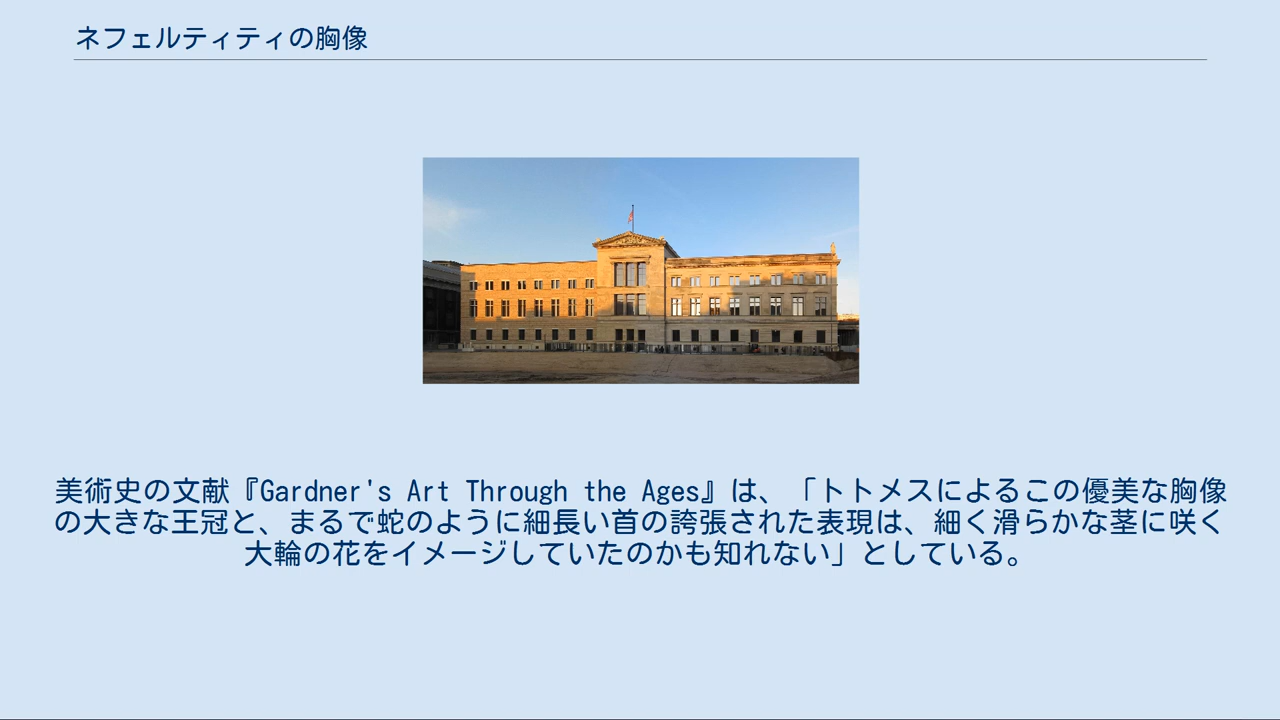 ネフェルティティの胸像
美術史の文献『Gardner's Art Through the Ages』は、「トトメスによるこの優美な胸像
の大きな王冠と、まるで蛇のように細長い首の誇張された表現は、細く滑らかな茎に咲く
大輪の花をイメージしていたのかも知れない」としている。